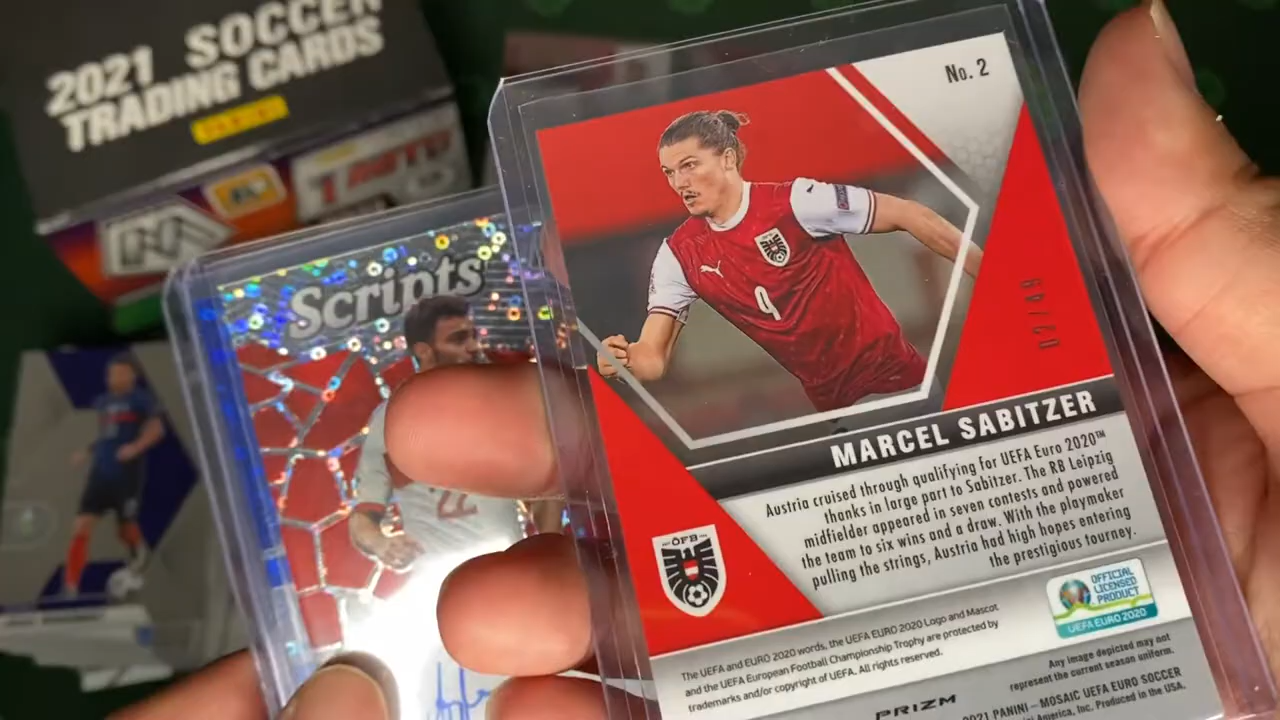 2021 SOCCER
TRADING CARDS
PANINI
1 AUTO
Scripts
22
No. 2
9
ÖFB
MARCEL SABITZER
Austria cruised through qualifying for UEFA Euro 2020™
thanks in large part to Sabitzer. The RB Leipzig
midfielder appeared in seven contests and powered
the team to six wins and a draw. With the playmaker
pulling the strings, Austria had high hopes entering
the prestigious tourney.
OFFICIAL
LICENSED
PRODUCT
UEFA EURO 2020
The UEFA and EURO 2020 words, the UEFA EURO 2020 Logo and Mascot
and the UEFA European Football Championship Trophy are protected by
trademarks and/or copyright of UEFA. All rights reserved.
Any image depicted may not
represent the current season uniform.
PRIZM
2021 PANINI – MOSAIC UEFA EURO SOCCER
America, Inc. Produced in the USA.